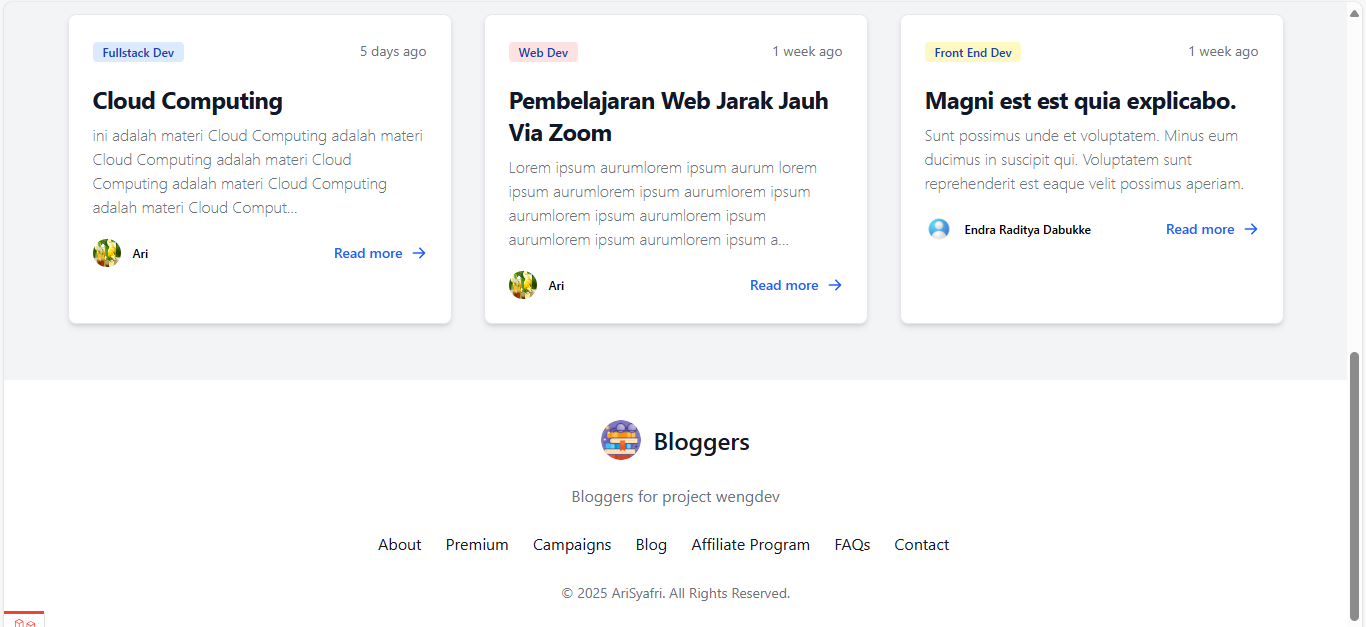 Fullstack Dev
5 days ago
Cloud Computing
ini adalah materi Cloud Computing adalah materi
Cloud Computing adalah materi Cloud
Computing adalah materi Cloud Computing
adalah materi Cloud Comput...
Ari
Read more
Web Dev
1 week ago
Pembelajaran Web Jarak Jauh
Via Zoom
Lorem ipsum aurumlorem ipsum aurum lorem
ipsum aurumlorem ipsum aurumlorem ipsum
aurumlorem ipsum aurumlorem ipsum
aurumlorem ipsum aurumlorem ipsum a...
Ari
Read more
Front End Dev
1 week ago
Magni est est quia explicabo.
Sunt possimus unde et voluptatem. Minus eum
ducimus in suscipit qui. Voluptatem sunt
reprehenderit est eaque velit possimus aperiam.
Endra Raditya Dabukke
Read more
Bloggers
Bloggers for project wengdev
About Premium Campaigns Blog Affiliate Program FAQs Contact
© 2025 AriSyafri. All Rights Reserved.